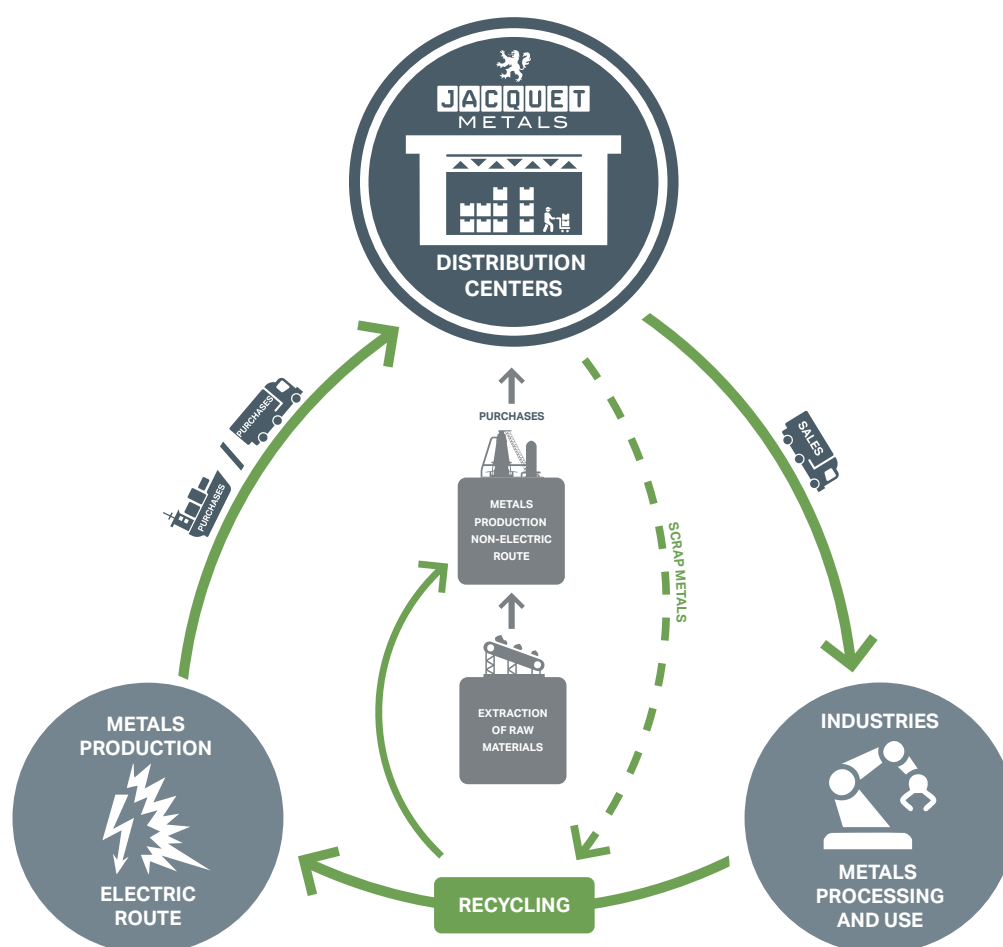 JACQUET
METALS
DISTRIBUTION
CENTERS
PURCHASES
PURCHASES
SALES
PURCHASES
METALS
PRODUCTION
NON-ELECTRIC
ROUTE
SCRAP METALS
EXTRACTION
OF RAW
MATERIALS
METALS
PRODUCTION
ELECTRIC
ROUTE
INDUSTRIES
METALS
PROCESSING
AND USE
RECYCLING